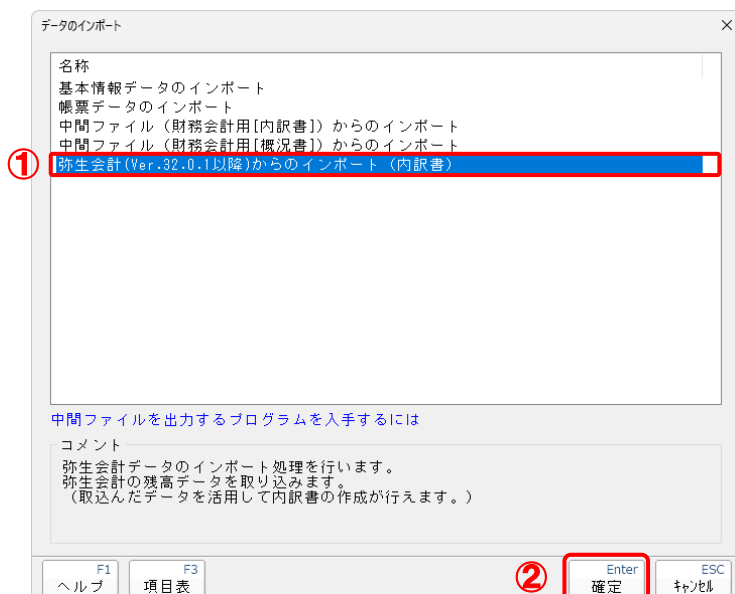 データのインポート
名称
基本情報データのインポート
帳票データのインポート
中間ファイル（財務会計用[内訳書]）からのインポート
中間ファイル（財務会計用[概況書]）からのインポート
① 弥生会計(Ver.32.0.1以降)からのインポート（内訳書）
中間ファイルを出力するプログラムを入手するには
コメント
弥生会計データのインポート処理を行います。
弥生会計の残高データを取り込みます。
（取込んだデータを活用して内訳書の作成が行えます。）
F1 F3 ② Enter ESC
ヘルプ 項目表 確定 ｷｬﾝｾﾙ